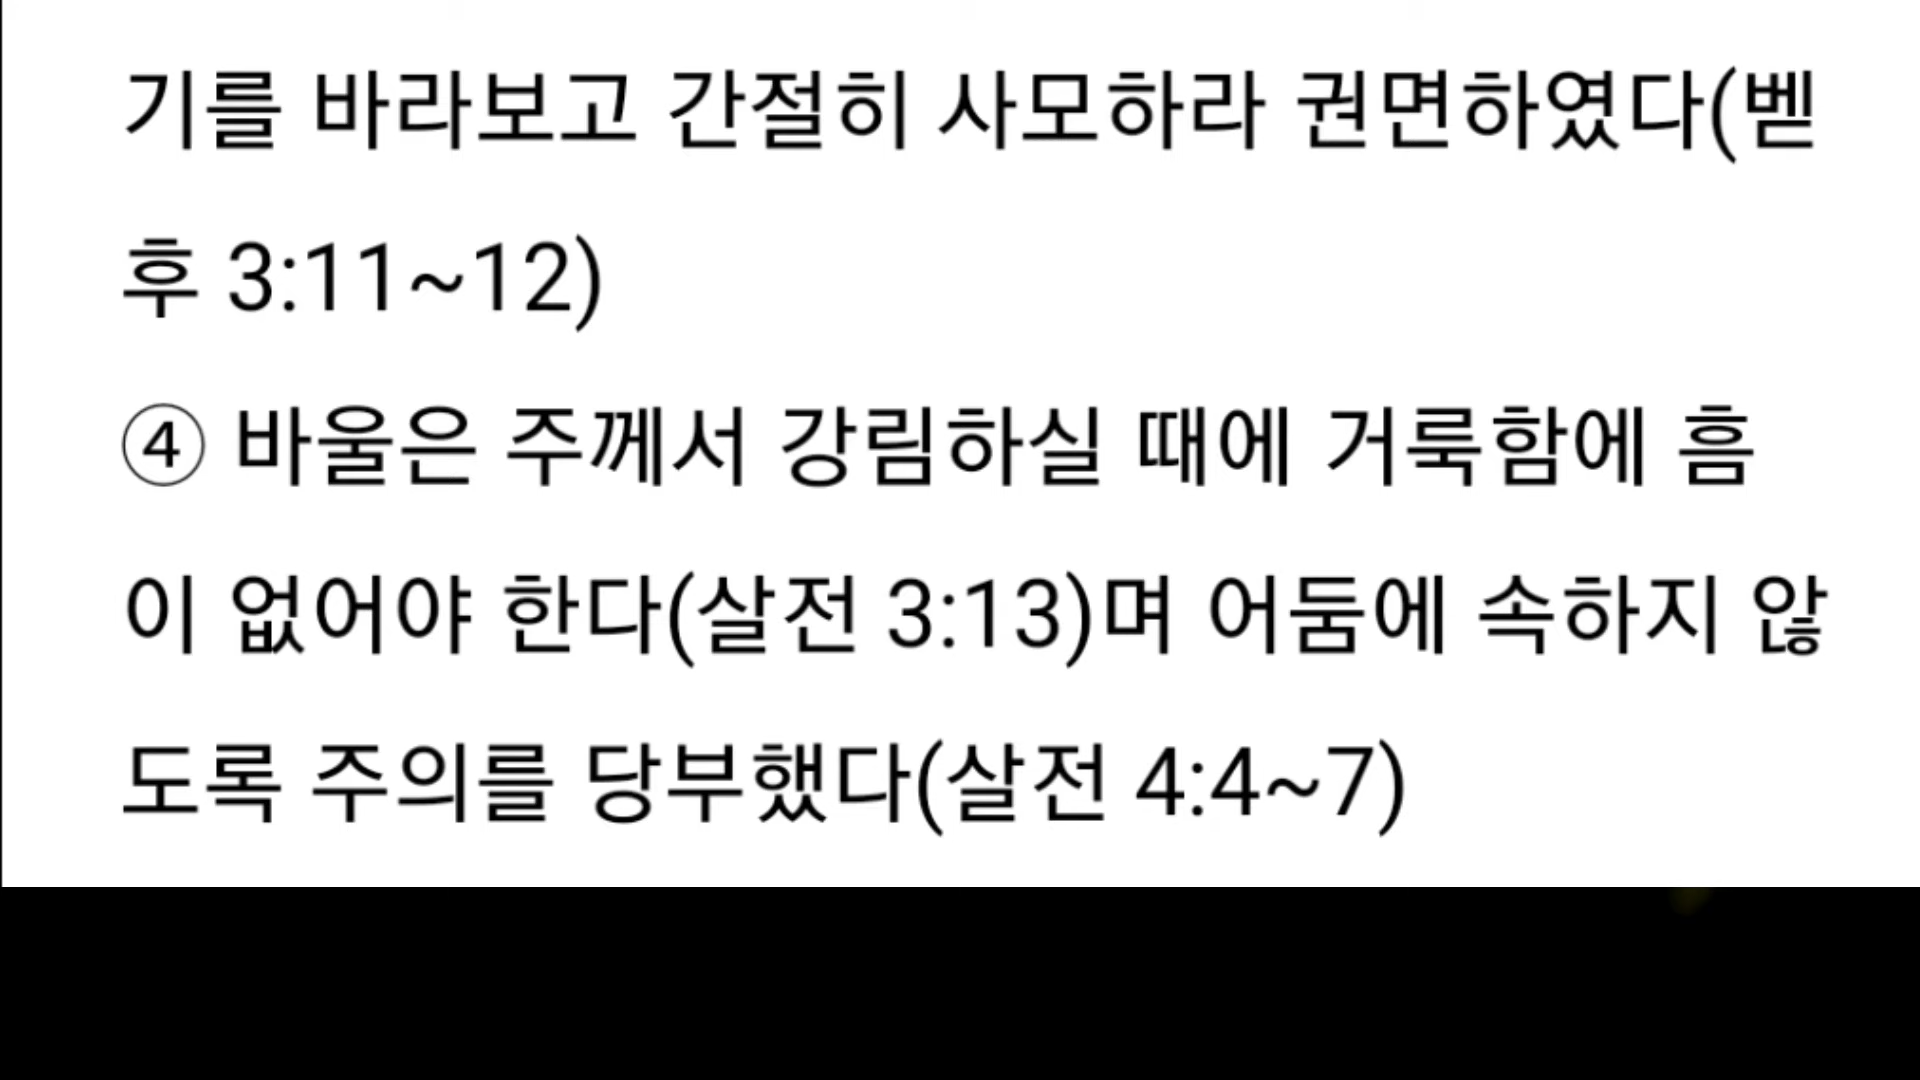 기를 바라보고 간절히 사모하라 권면하였다(벧
후 3:11~12)
④ 바울은 주께서 강림하실 때에 거룩함에 흠
이 없어야 한다(살전 3:13)며 어둠에 속하지 않
도록 주의를 당부했다(살전 4:4~7)